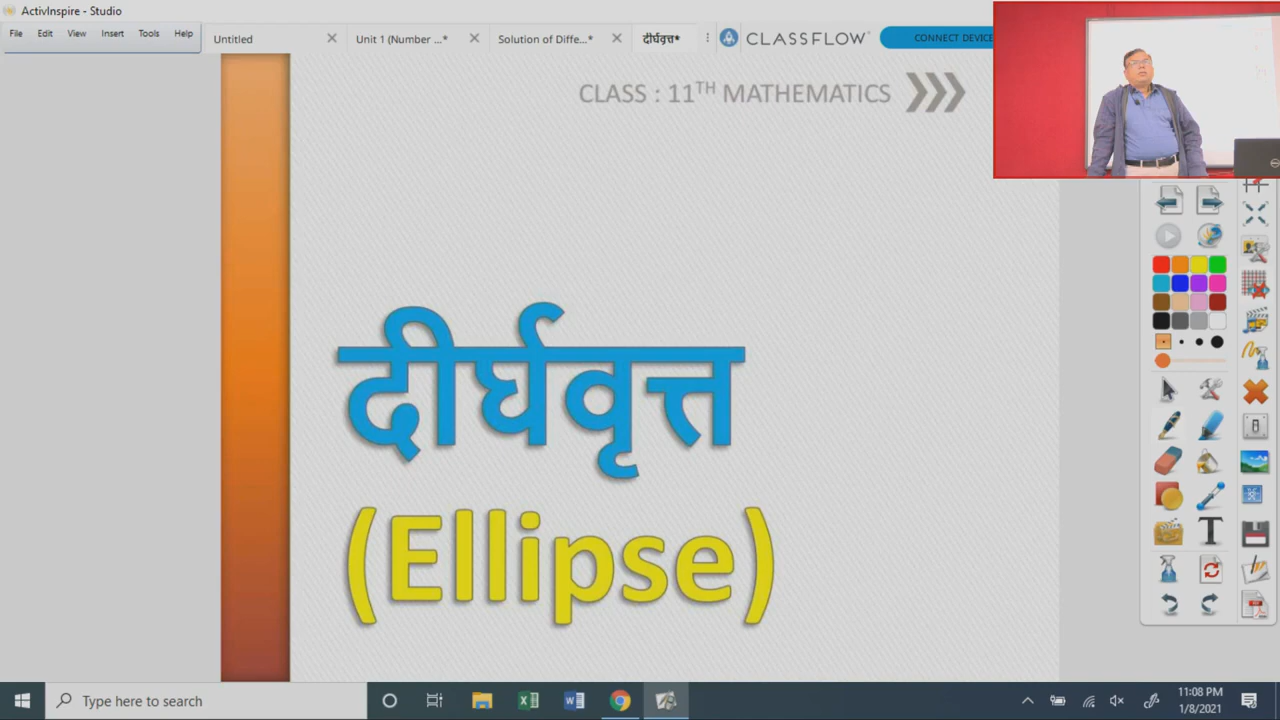 ActivInspire - Studio
File Edit View Insert Tools Help
Untitled
Unit 1 (Number ...*
Solution of Diffe...*
दीर्घवृत्त*
CLASSFLOW
CONNECT DEVICE
CLASS : 11TH MATHEMATICS
दीर्घवृत्त
(Ellipse)
Type here to search
11:08 PM
1/8/2021